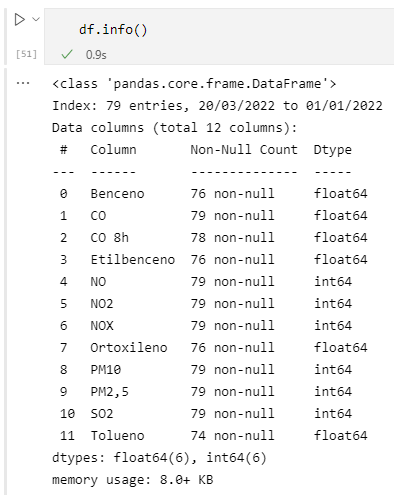 df.info()
[51]
0.9s
...
<class 'pandas.core.frame.DataFrame'>
Index: 79 entries, 20/03/2022 to 01/01/2022
Data columns (total 12 columns):
 #   Column       Non-Null Count  Dtype
---  ------       --------------  -----
 0   Benceno      76 non-null     float64
 1   CO           79 non-null     float64
 2   CO 8h        78 non-null     float64
 3   Etilbenceno  76 non-null     float64
 4   NO           79 non-null     int64
 5   NO2          79 non-null     int64
 6   NOX          79 non-null     int64
 7   Ortoxileno   76 non-null     float64
 8   PM10         79 non-null     int64
 9   PM2,5        79 non-null     int64
 10  SO2          79 non-null     int64
 11  Tolueno      74 non-null     float64
dtypes: float64(6), int64(6)
memory usage: 8.0+ KB